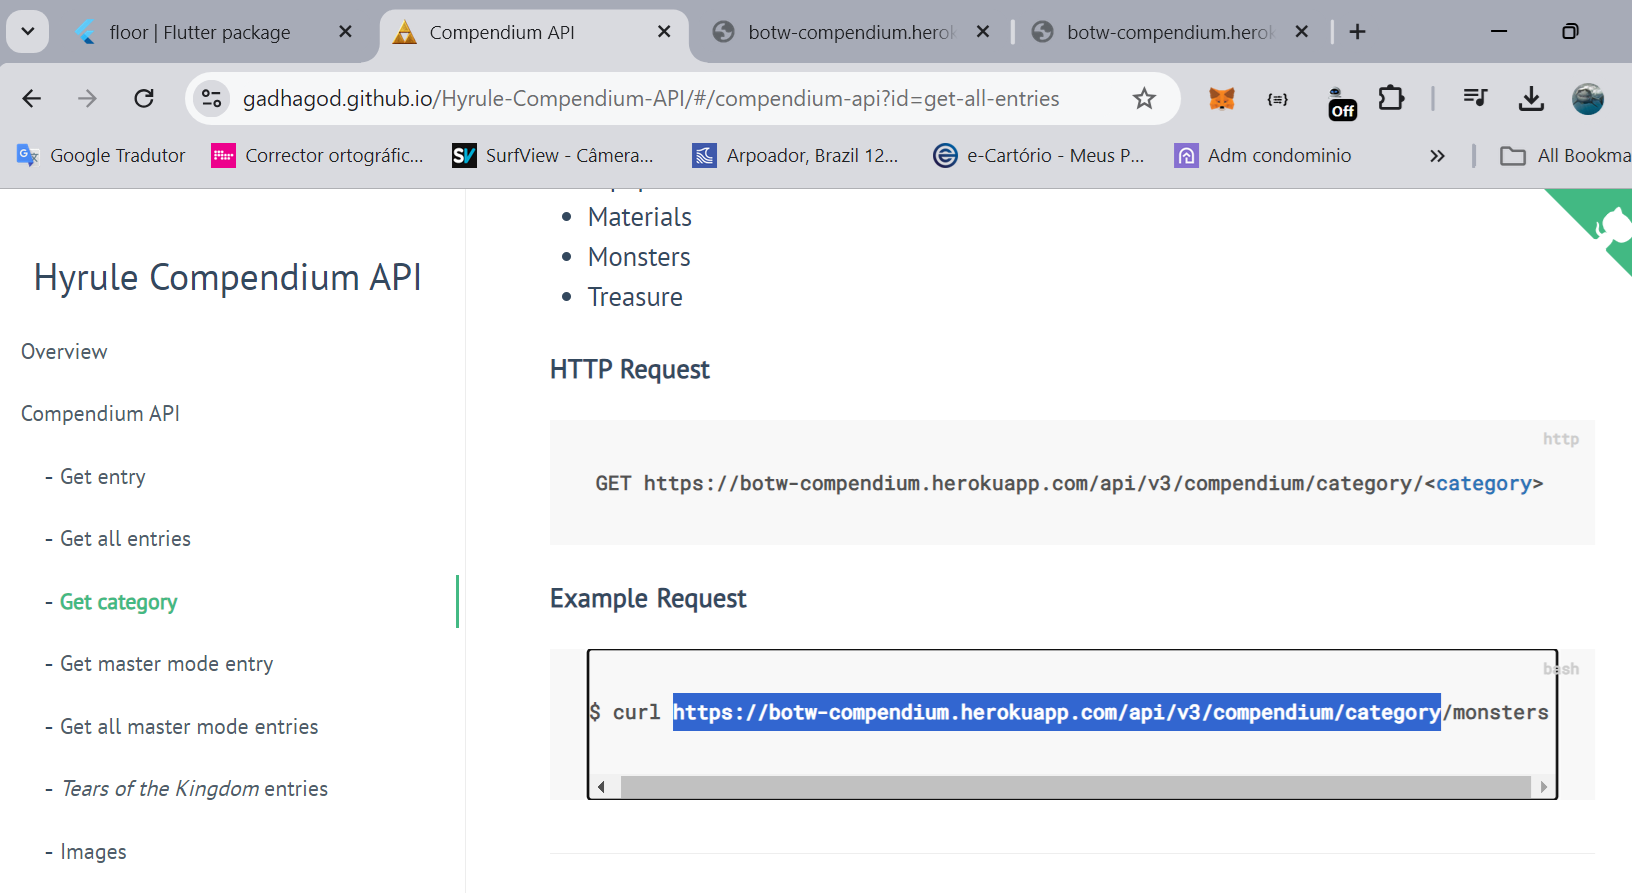 floor | Flutter package
Compendium API
botw-compendium.herok
botw-compendium.herok
gadhagod.github.io/Hyrule-Compendium-API/#/compendium-api?id=get-all-entries
{=}
Off
Google Tradutor
Corrector ortográfic...
SurfView - Câmera...
Arpoador, Brazil 12...
e-Cartório - Meus P...
Adm condominio
»
All Bookma
Hyrule Compendium API
Overview
Compendium API
- Get entry
- Get all entries
- Get category
- Get master mode entry
- Get all master mode entries
- Tears of the Kingdom entries
- Images
• Materials
• Monsters
• Treasure
HTTP Request
http
GET https://botw-compendium.herokuapp.com/api/v3/compendium/category/<category>
Example Request
bash
$ curl https://botw-compendium.herokuapp.com/api/v3/compendium/category/monsters